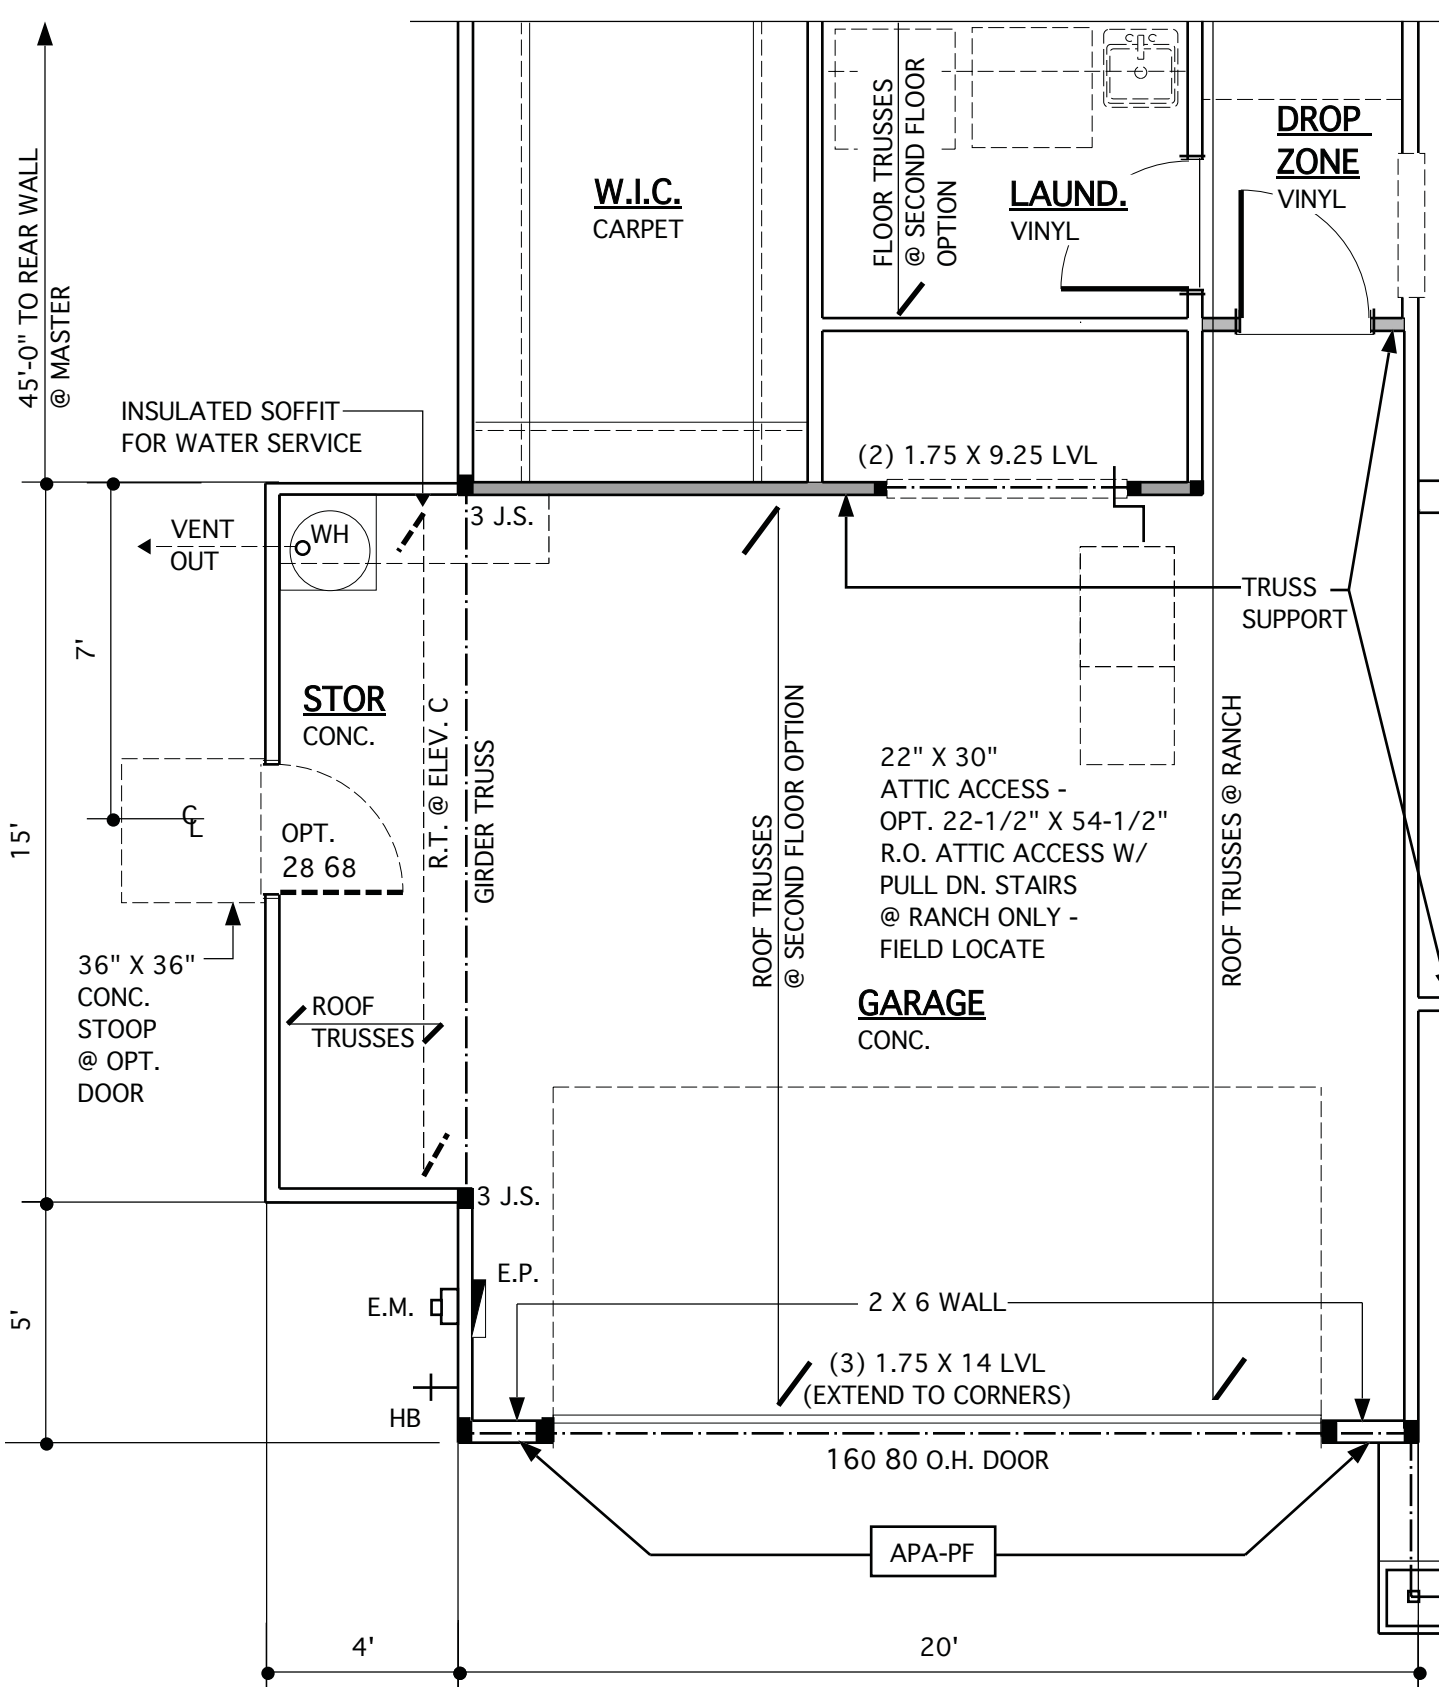 45'-0" TO REAR WALL
@ MASTER
W.I.C.
CARPET
FLOOR TRUSSES
@ SECOND FLOOR
OPTION
LAUND.
VINYL
DROP
ZONE
VINYL
INSULATED SOFFIT
FOR WATER SERVICE
(2) 1.75 X 9.25 LVL
3 J.S.
VENT
OUT
WH
TRUSS
SUPPORT
7'
STOR
CONC.
R.T. @ ELEV. C
GIRDER TRUSS
ROOF TRUSSES
@ SECOND FLOOR OPTION
22" X 30"
ATTIC ACCESS -
OPT. 22-1/2" X 54-1/2"
R.O. ATTIC ACCESS W/
PULL DN. STAIRS
@ RANCH ONLY -
FIELD LOCATE
ROOF TRUSSES @ RANCH
15'
CL
OPT.
28 68
36" X 36"
CONC.
STOOP
@ OPT.
DOOR
ROOF
TRUSSES
GARAGE
CONC.
3 J.S.
5'
E.P.
E.M.
2 X 6 WALL
(3) 1.75 X 14 LVL
(EXTEND TO CORNERS)
HB
160 80 O.H. DOOR
APA-PF
4'
20'